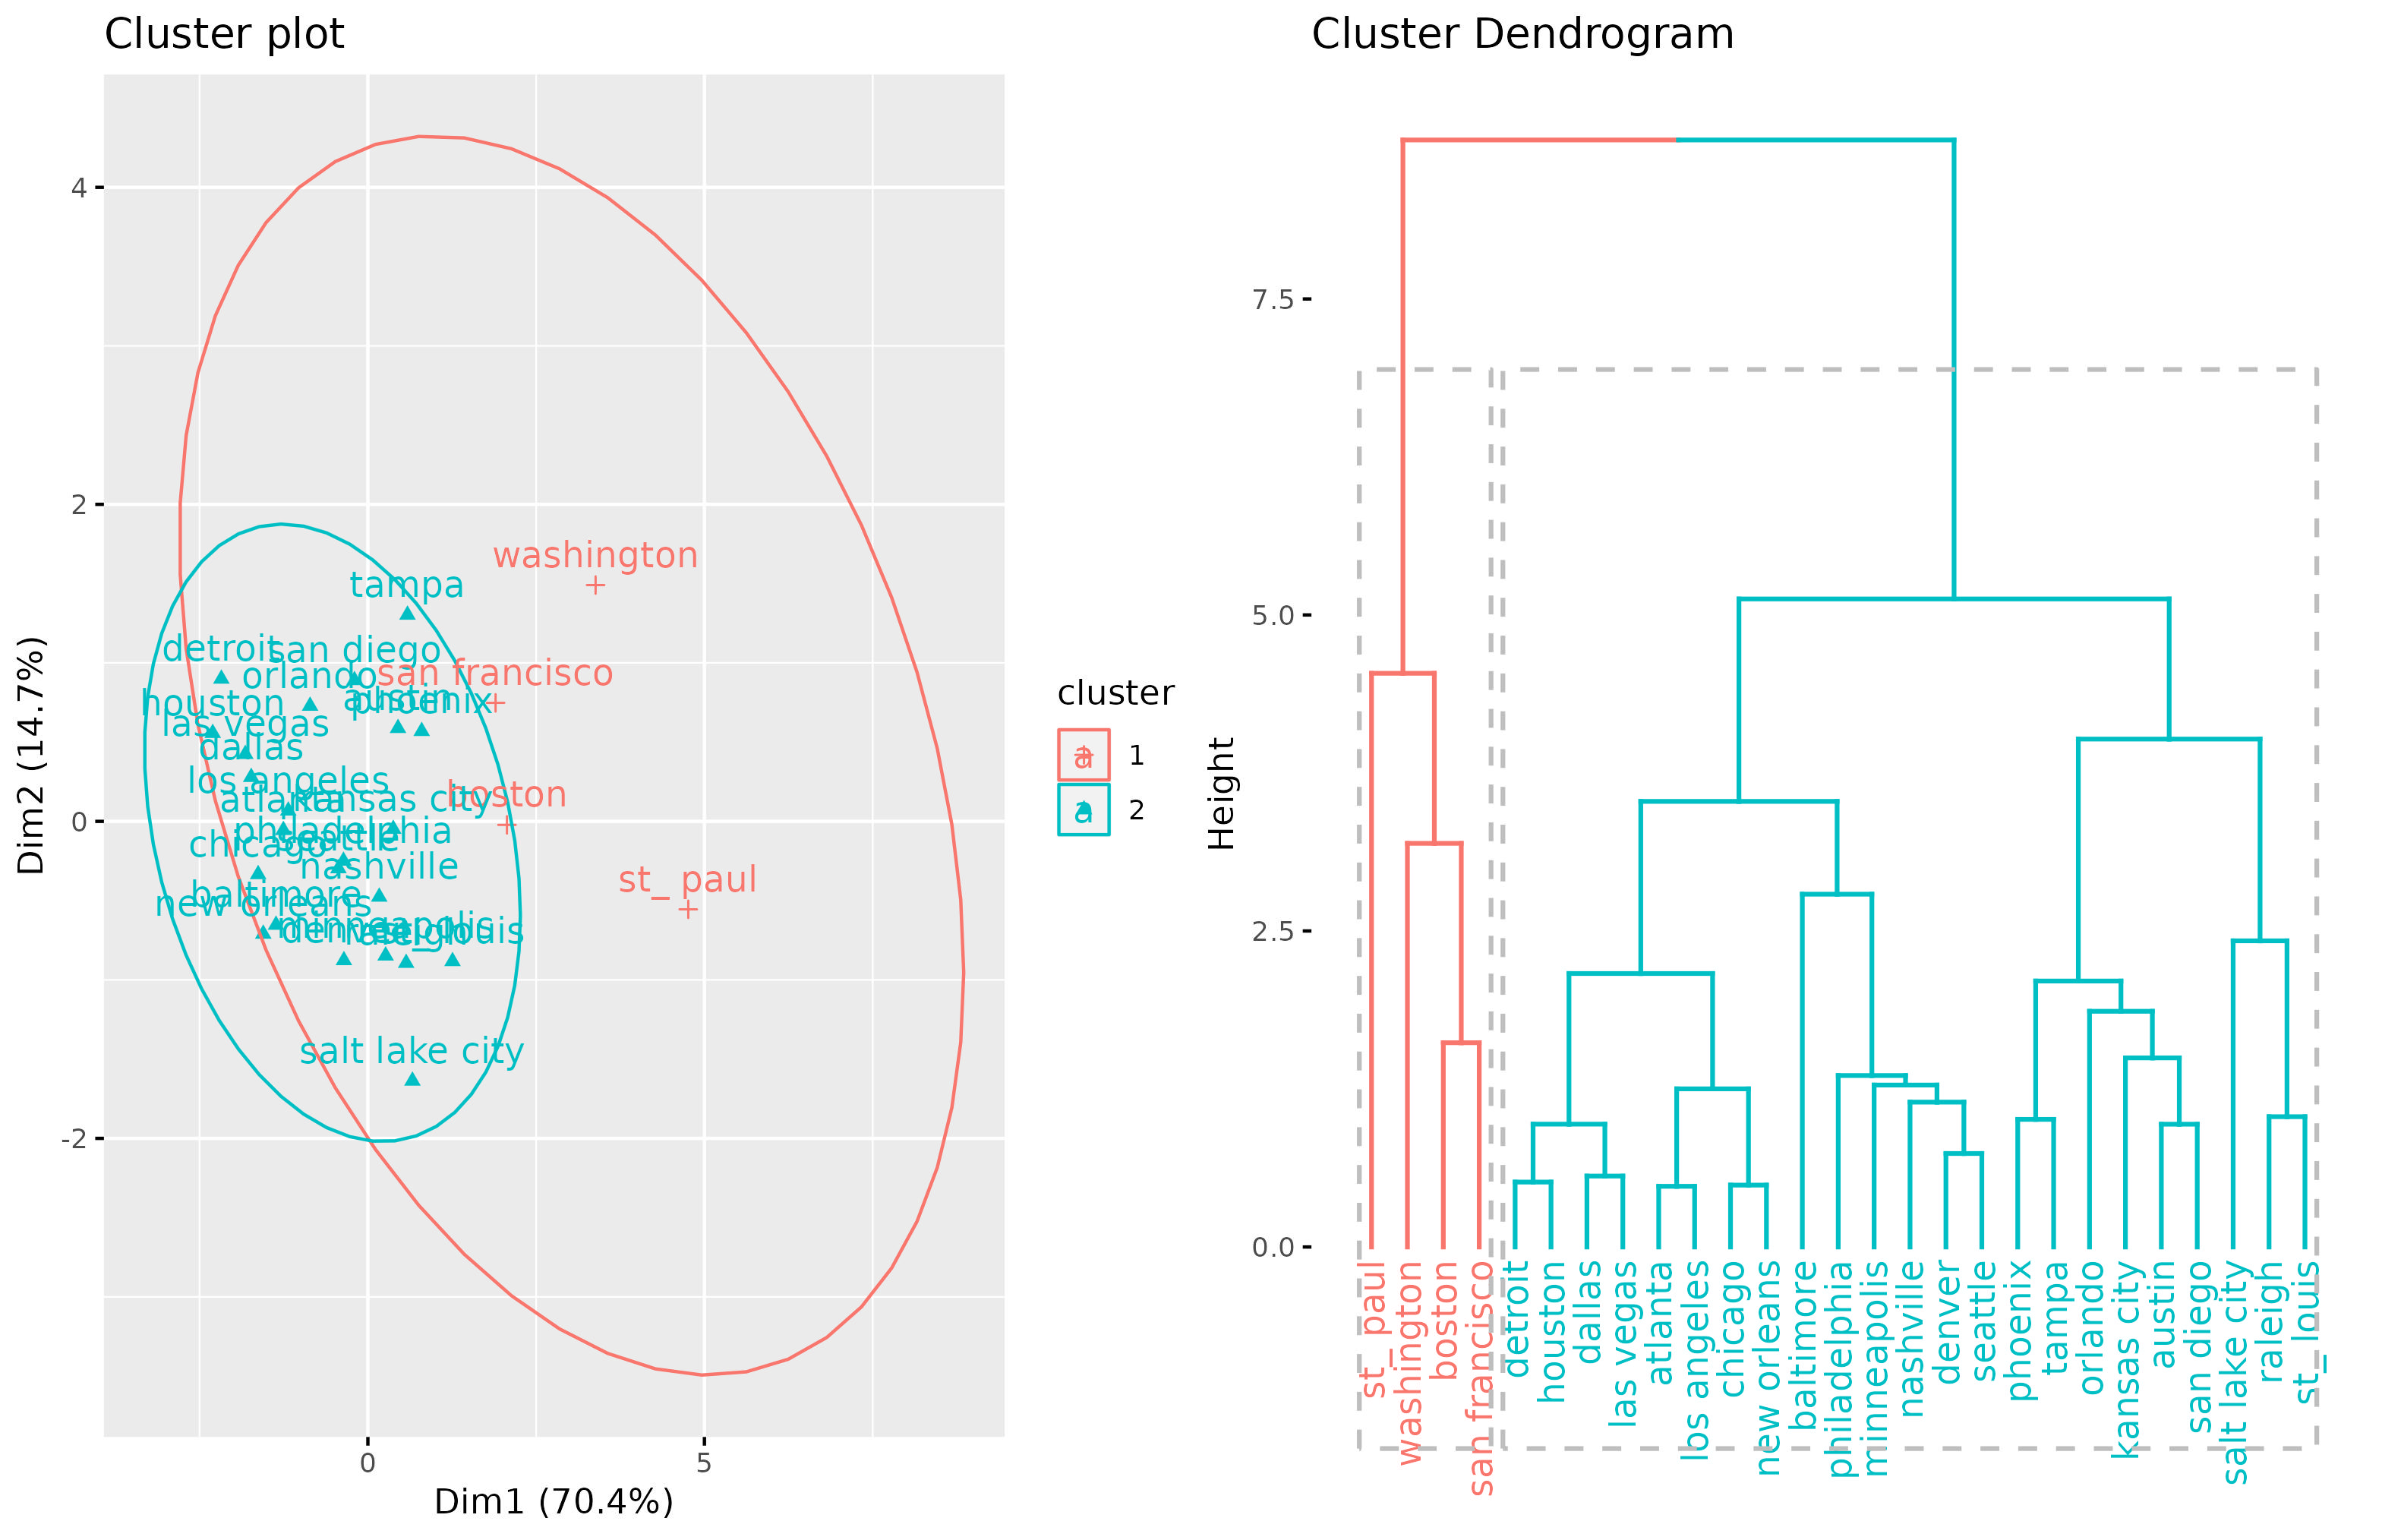 Cluster plot
4
2
0
-2
Dim2 (14.7%)
washington
tampa
detroit
san diego
orlando
san francisco
austin
phoenix
houston
las vegas
dallas
los angeles
atlanta
kansas city
boston
philadelphia
seattle
chicago
nashville
st_ paul
baltimore
new orleans
minneapolis
denver
raleigh
st_ louis
salt lake city
0
5
Dim1 (70.4%)
cluster
a 1
a 2
Cluster Dendrogram
7.5
5.0
2.5
0.0
Height
st_ paul
washington
boston
san francisco
detroit
houston
dallas
las vegas
atlanta
los angeles
chicago
new orleans
baltimore
philadelphia
minneapolis
nashville
denver
seattle
phoenix
tampa
orlando
kansas city
austin
san diego
salt lake city
raleigh
st_ louis